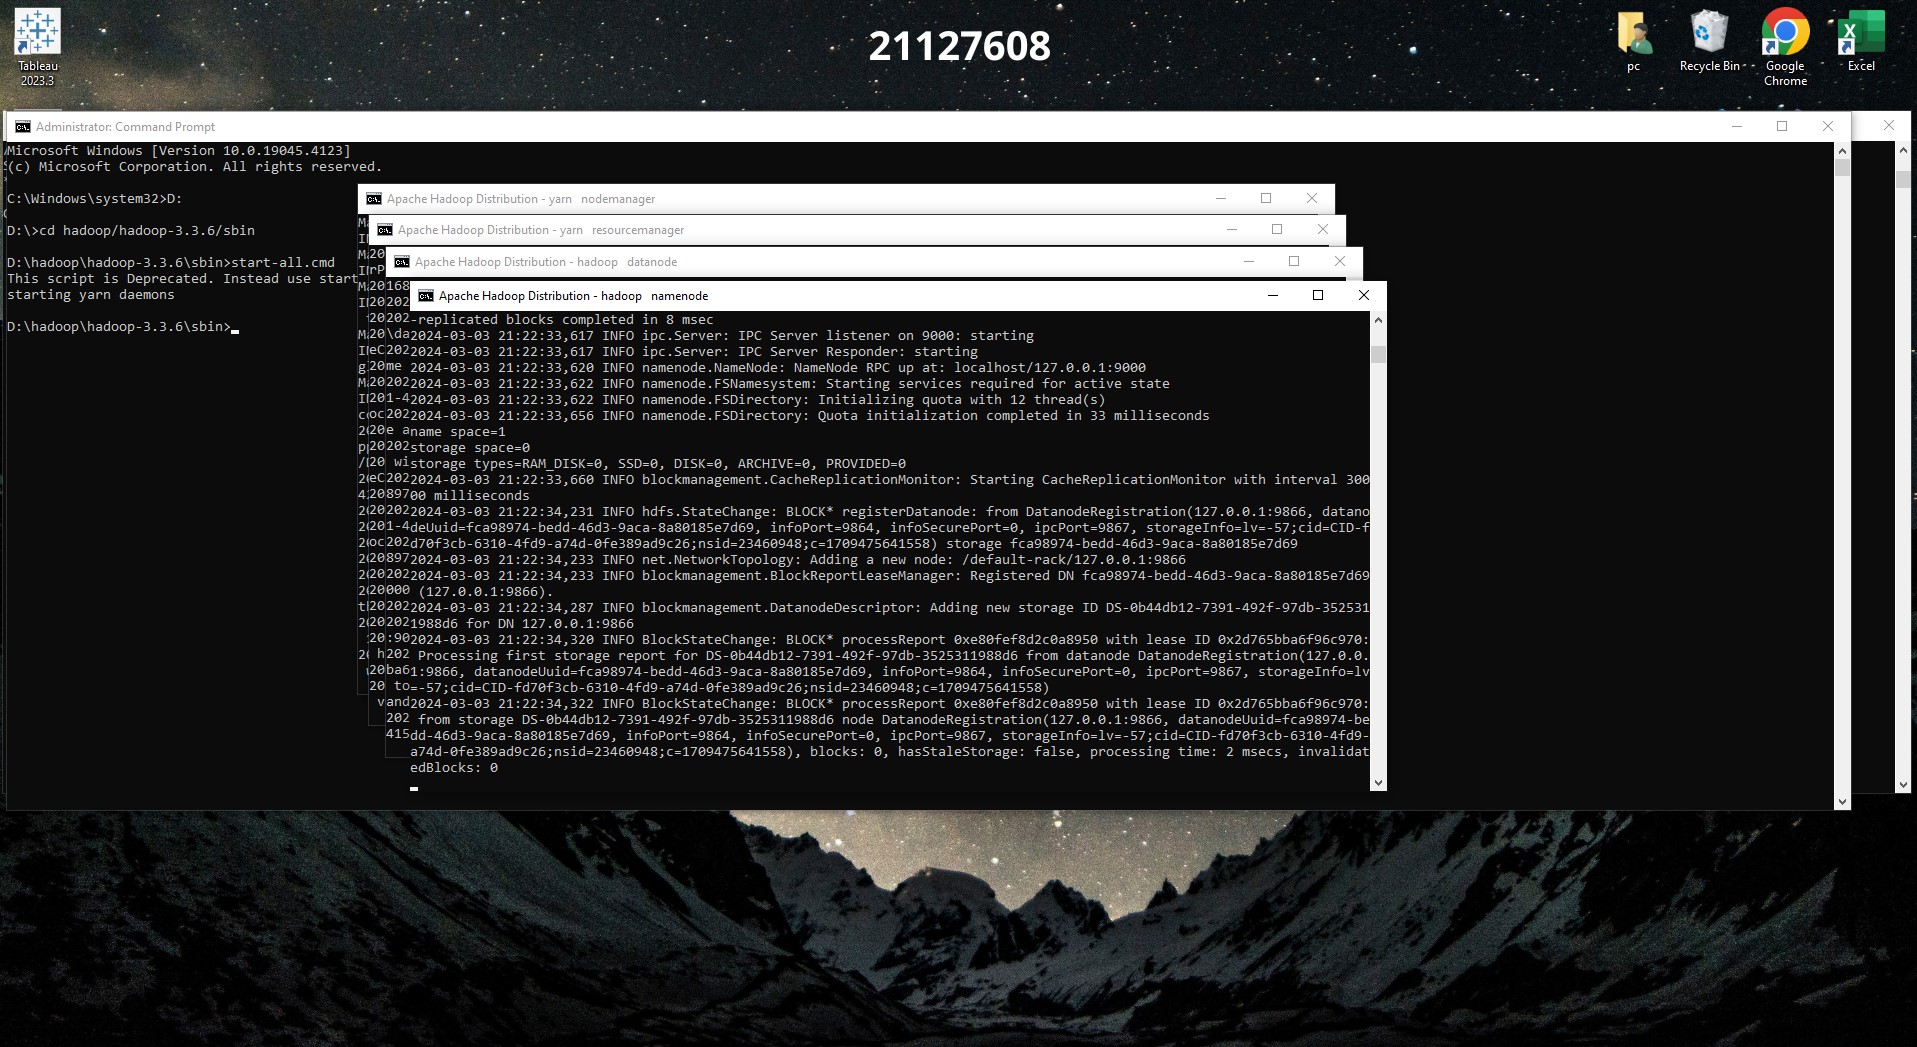 21127608
Tableau
2023.3
pc
Recycle Bin
Google
Chrome
Excel
Administrator: Command Prompt
Microsoft Windows [Version 10.0.19045.4123]
(c) Microsoft Corporation. All rights reserved.
C:\Windows\system32>D:
D:\>cd hadoop/hadoop-3.3.6/sbin
D:\hadoop\hadoop-3.3.6\sbin>start-all.cmd
This script is Deprecated. Instead use start
starting yarn daemons
D:\hadoop\hadoop-3.3.6\sbin>
Apache Hadoop Distribution - yarn nodemanager
Apache Hadoop Distribution - yarn resourcemanager
Apache Hadoop Distribution - hadoop datanode
Apache Hadoop Distribution - hadoop namenode
-replicated blocks completed in 8 msec
2024-03-03 21:22:33,617 INFO ipc.Server: IPC Server listener on 9000: starting
2024-03-03 21:22:33,617 INFO ipc.Server: IPC Server Responder: starting
2024-03-03 21:22:33,620 INFO namenode.NameNode: NameNode RPC up at: localhost/127.0.0.1:9000
2024-03-03 21:22:33,622 INFO namenode.FSNamesystem: Starting services required for active state
2024-03-03 21:22:33,622 INFO namenode.FSDirectory: Initializing quota with 12 thread(s)
2024-03-03 21:22:33,656 INFO namenode.FSDirectory: Quota initialization completed in 33 milliseconds
name space=1
storage space=0
storage types=RAM_DISK=0, SSD=0, DISK=0, ARCHIVE=0, PROVIDED=0
2024-03-03 21:22:33,660 INFO blockmanagement.CacheReplicationMonitor: Starting CacheReplicationMonitor with interval 300
00 milliseconds
2024-03-03 21:22:34,231 INFO hdfs.StateChange: BLOCK* registerDatanode: from DatanodeRegistration(127.0.0.1:9866, datano
deUuid=fca98974-bedd-46d3-9aca-8a80185e7d69, infoPort=9864, infoSecurePort=0, ipcPort=9867, storageInfo=lv=-57;cid=CID-f
d70f3cb-6310-4fd9-a74d-0fe389ad9c26;nsid=23460948;c=1709475641558) storage fca98974-bedd-46d3-9aca-8a80185e7d69
2024-03-03 21:22:34,233 INFO net.NetworkTopology: Adding a new node: /default-rack/127.0.0.1:9866
2024-03-03 21:22:34,233 INFO blockmanagement.BlockReportLeaseManager: Registered DN fca98974-bedd-46d3-9aca-8a80185e7d69
(127.0.0.1:9866).
2024-03-03 21:22:34,287 INFO blockmanagement.DatanodeDescriptor: Adding new storage ID DS-0b44db12-7391-492f-97db-352531
1988d6 for DN 127.0.0.1:9866
2024-03-03 21:22:34,320 INFO BlockStateChange: BLOCK* processReport 0xe80fef8d2c0a8950 with lease ID 0x2d765bba6f96c970:
Processing first storage report for DS-0b44db12-7391-492f-97db-3525311988d6 from datanode DatanodeRegistration(127.0.0.
1:9866, datanodeUuid=fca98974-bedd-46d3-9aca-8a80185e7d69, infoPort=9864, infoSecurePort=0, ipcPort=9867, storageInfo=lv
=-57;cid=CID-fd70f3cb-6310-4fd9-a74d-0fe389ad9c26;nsid=23460948;c=1709475641558)
2024-03-03 21:22:34,322 INFO BlockStateChange: BLOCK* processReport 0xe80fef8d2c0a8950 with lease ID 0x2d765bba6f96c970:
from storage DS-0b44db12-7391-492f-97db-3525311988d6 node DatanodeRegistration(127.0.0.1:9866, datanodeUuid=fca98974-be
dd-46d3-9aca-8a80185e7d69, infoPort=9864, infoSecurePort=0, ipcPort=9867, storageInfo=lv=-57;cid=CID-fd70f3cb-6310-4fd9-
a74d-0fe389ad9c26;nsid=23460948;c=1709475641558), blocks: 0, hasStaleStorage: false, processing time: 2 msecs, invalidat
edBlocks: 0